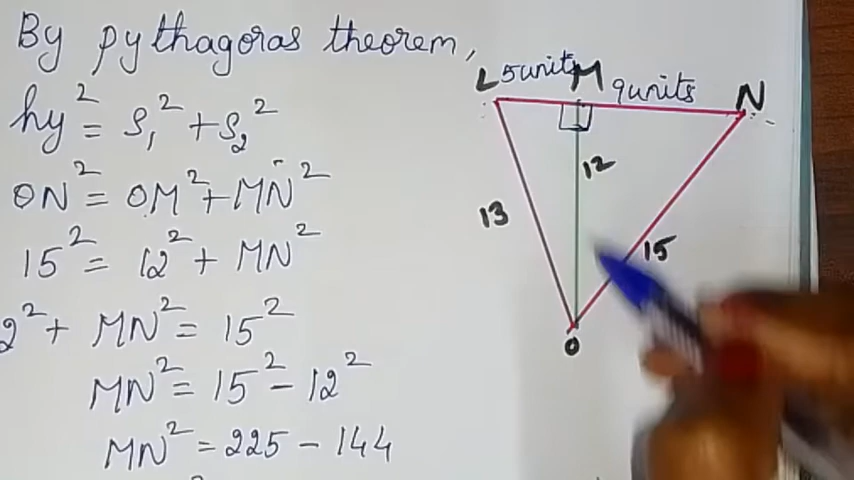 By pythagoras theorem,
hy² = S₁² + S₂²
ON² = OM² + MN²
15² = 12² + MN²
2² + MN² = 15²
MN² = 15² - 12²
MN² = 225 - 144
L 5units M 9units N
12
13
15
O